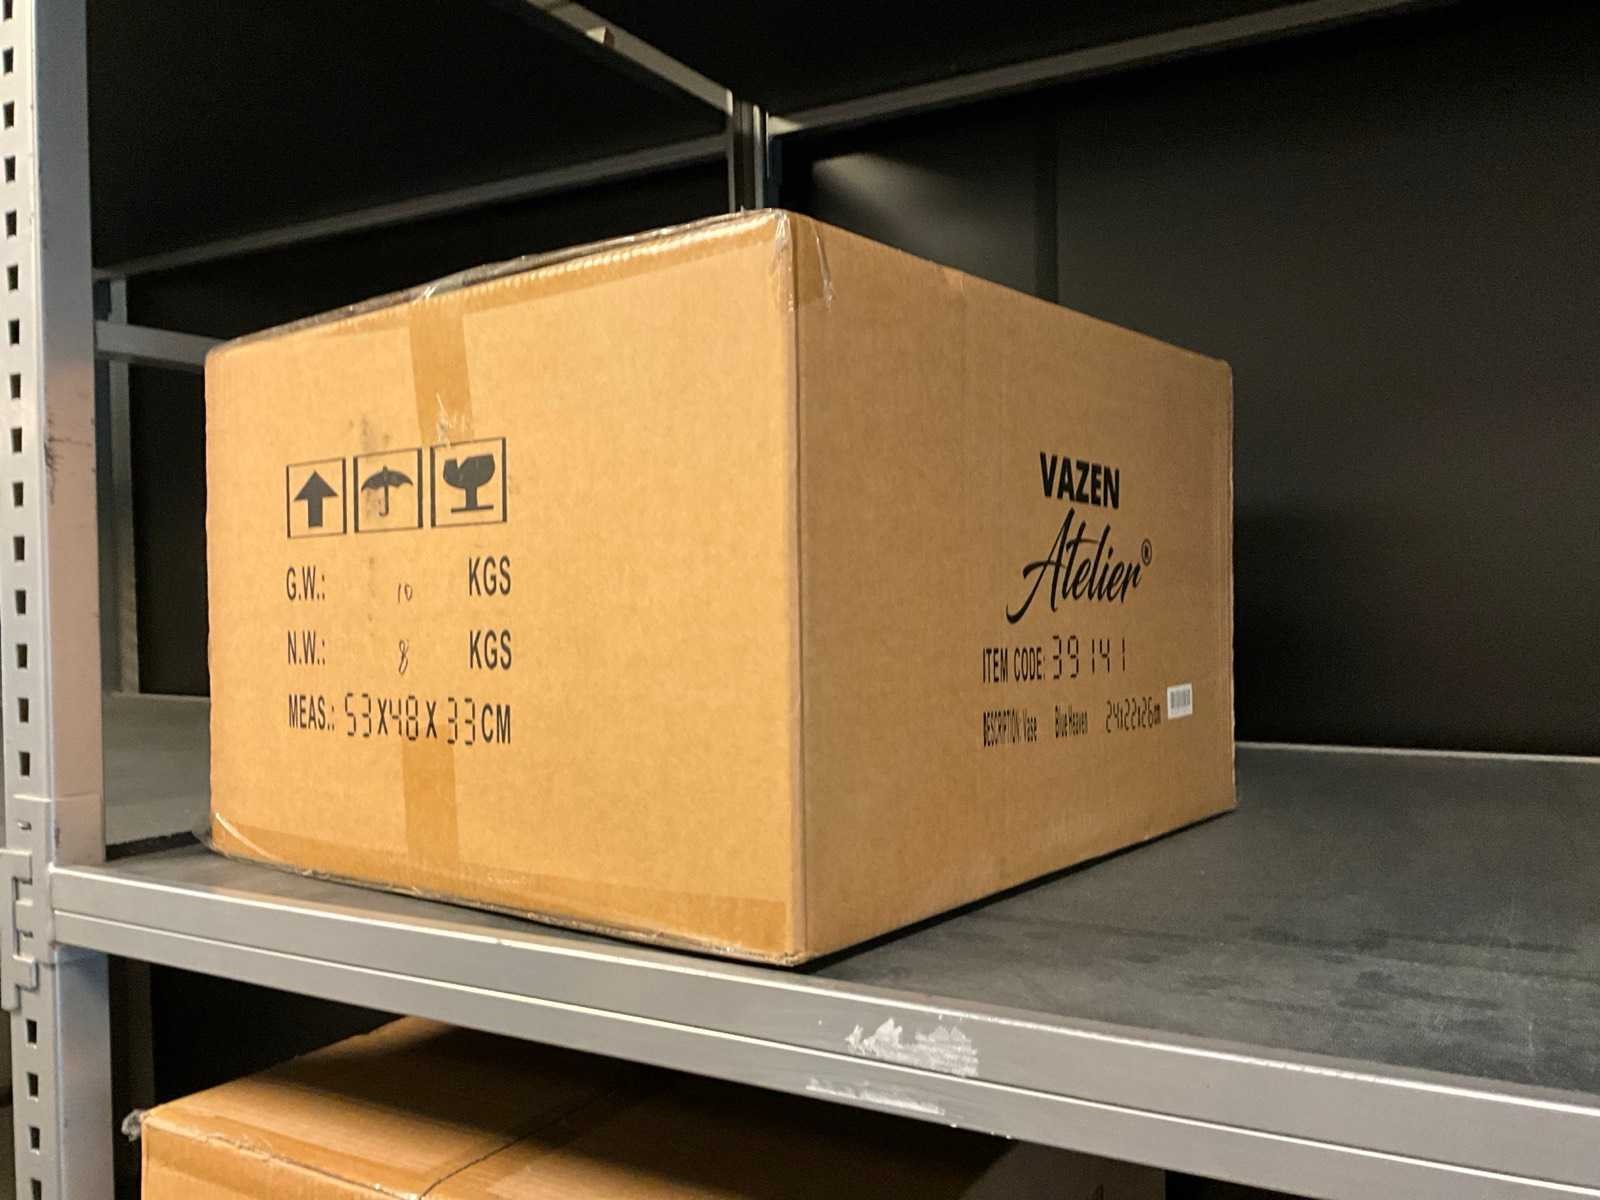 G.W.: 10 KGS
N.W.: 8 KGS
MEAS.: 53X48X33CM
VAZEN
Atelier®
ITEM CODE: 39141
DESCRIPTION: Vase Blue Heaven 24x22x26cm